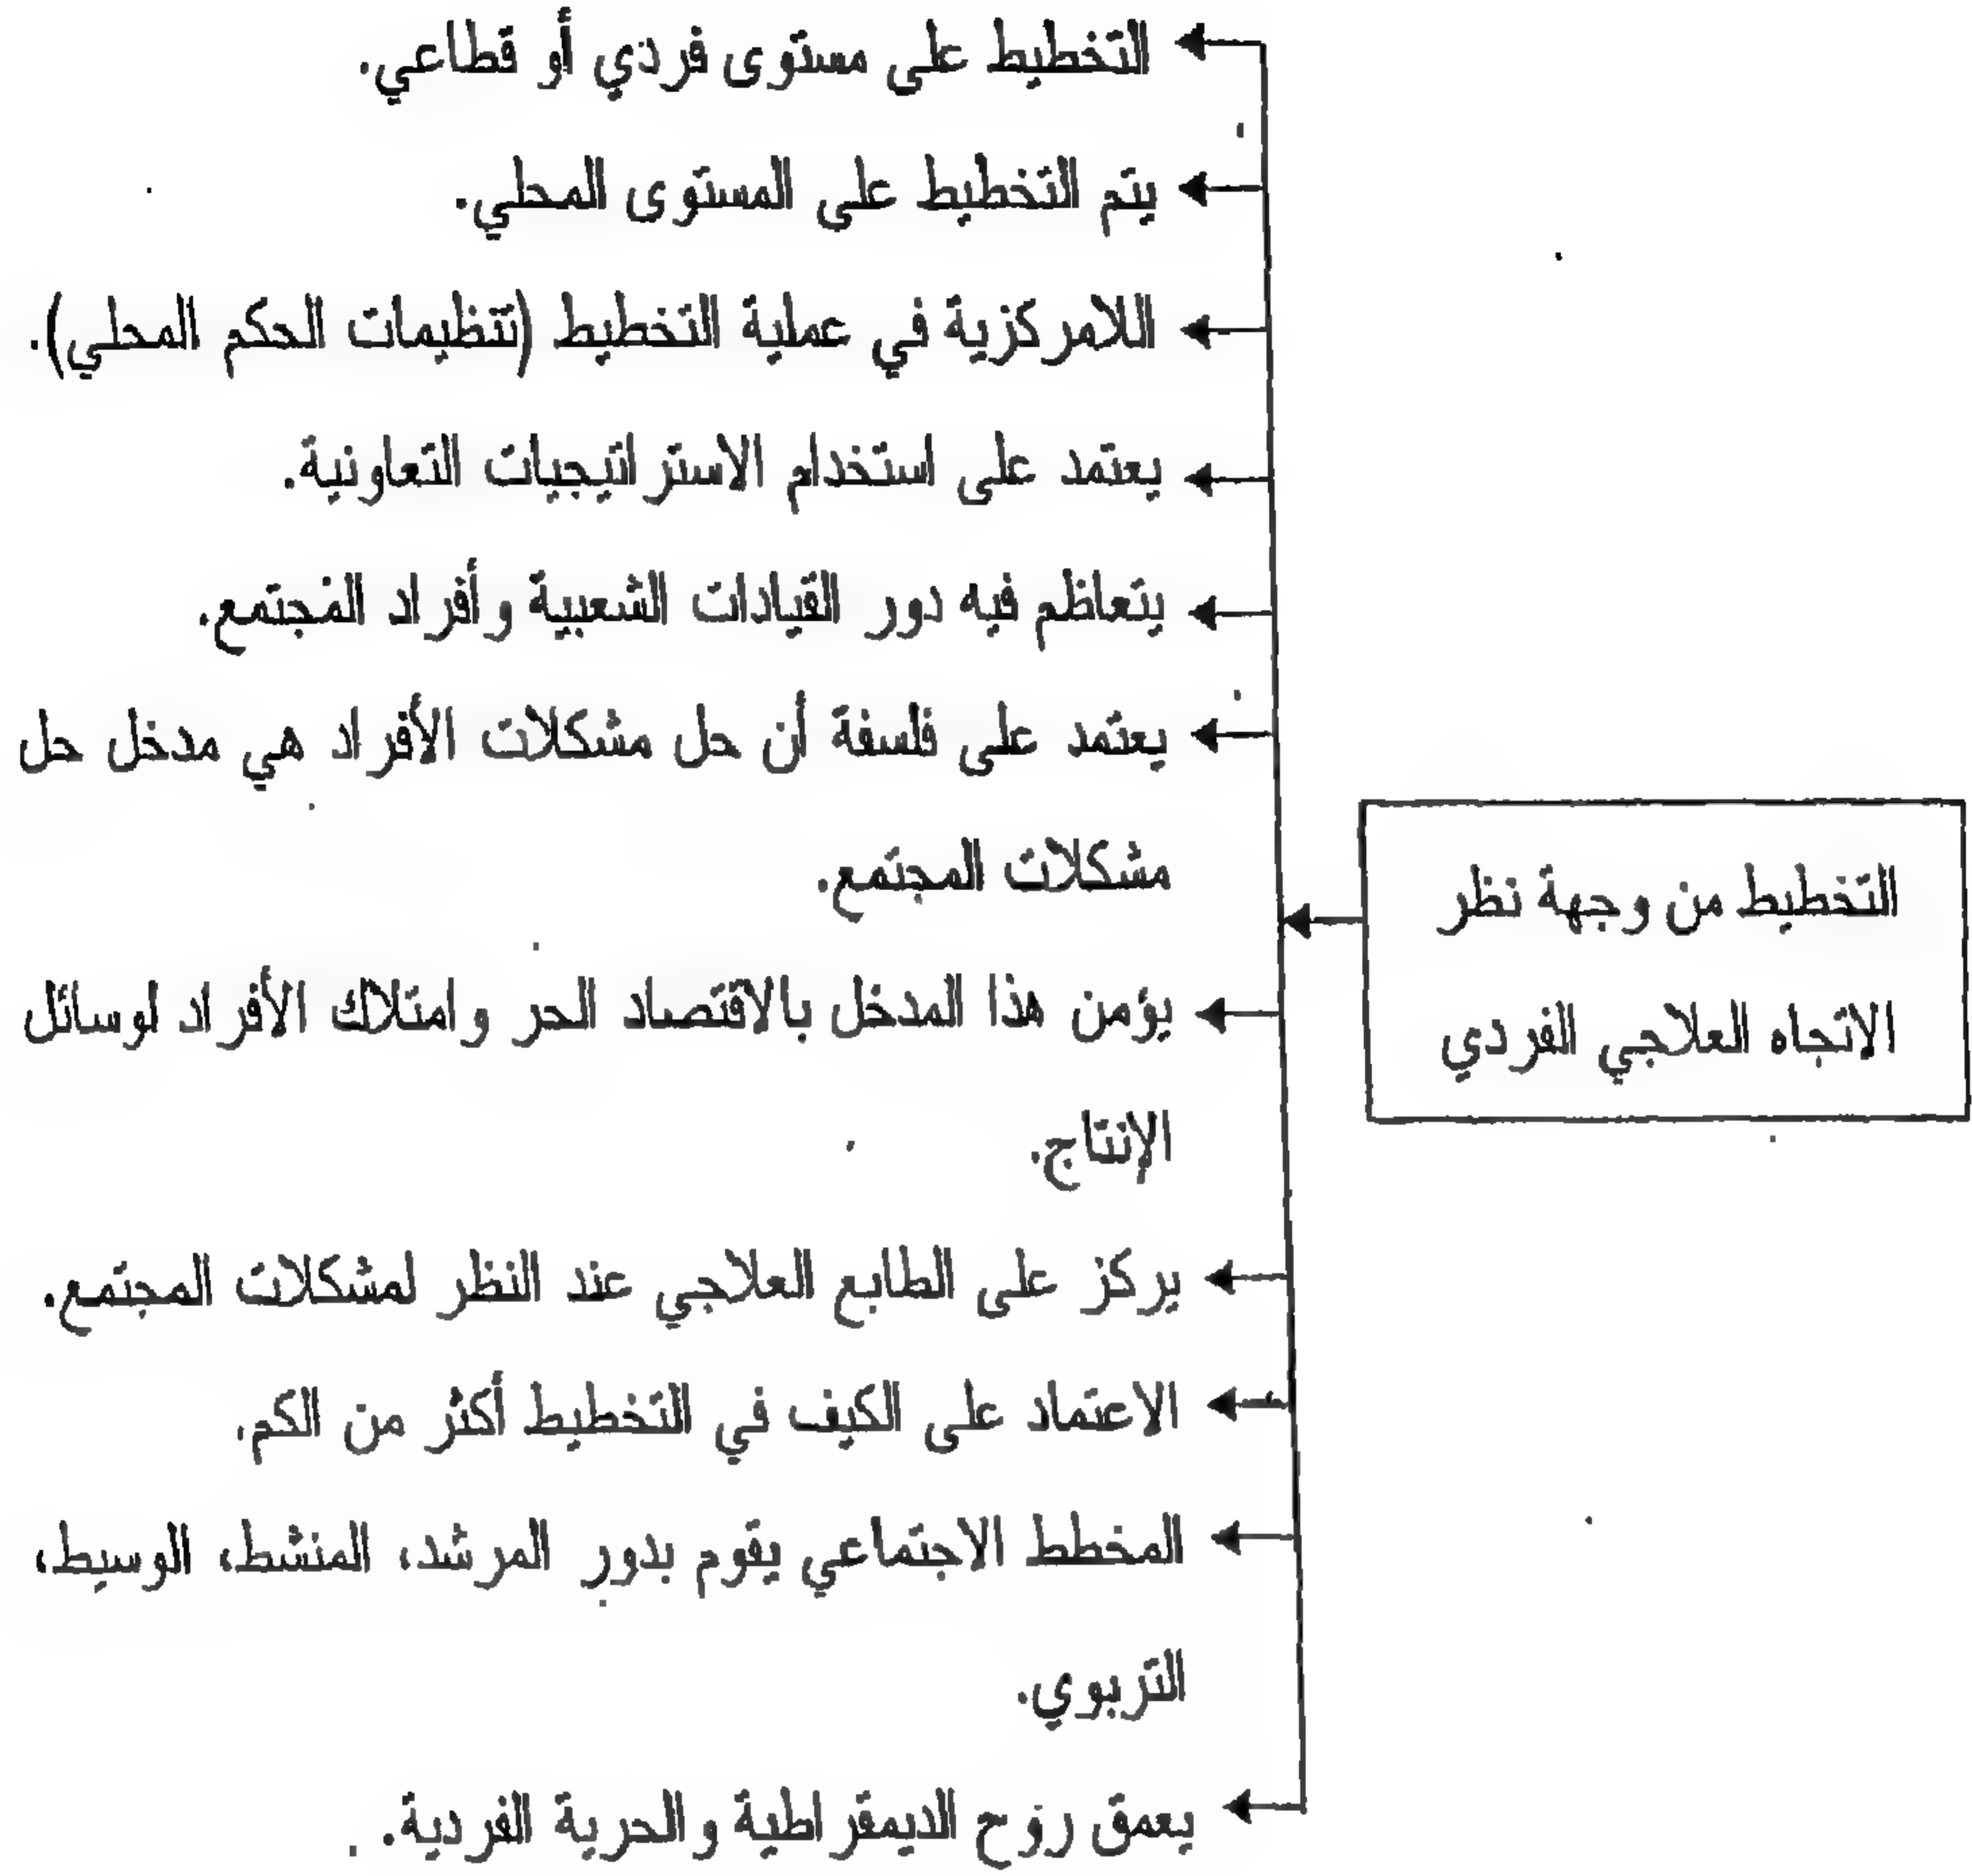 التخطيط من وجهة نظر
الاتجاه العلاجي الفردي
التخطيط على مستوى فردي أو قطاعي.
يتم التخطيط على المستوى المحلي.
اللامركزية في عملية التخطيط (تنظيمات الحكم المحلي).
يعتمد على استخدام الاستراتيجيات التعاونية.
يتعاظم فيه دور القيادات الشعبية وأفراد المجتمع.
يعتمد على فلسفة أن حل مشكلات الأفراد هي مدخل حل
مشكلات المجتمع.
يؤمن هذا المدخل بالاقتصاد الحر وامتلاك الأفراد لوسائل
الإنتاج.
يركز على الطابع العلاجي عند النظر لمشكلات المجتمع.
الاعتماد على الكيف في التخطيط أكثر من الكم.
المخطط الاجتماعي يقوم بدور المرشد، المنشط، الوسيط،
التربوي.
يعمق روح الديمقراطية والحرية الفردية.